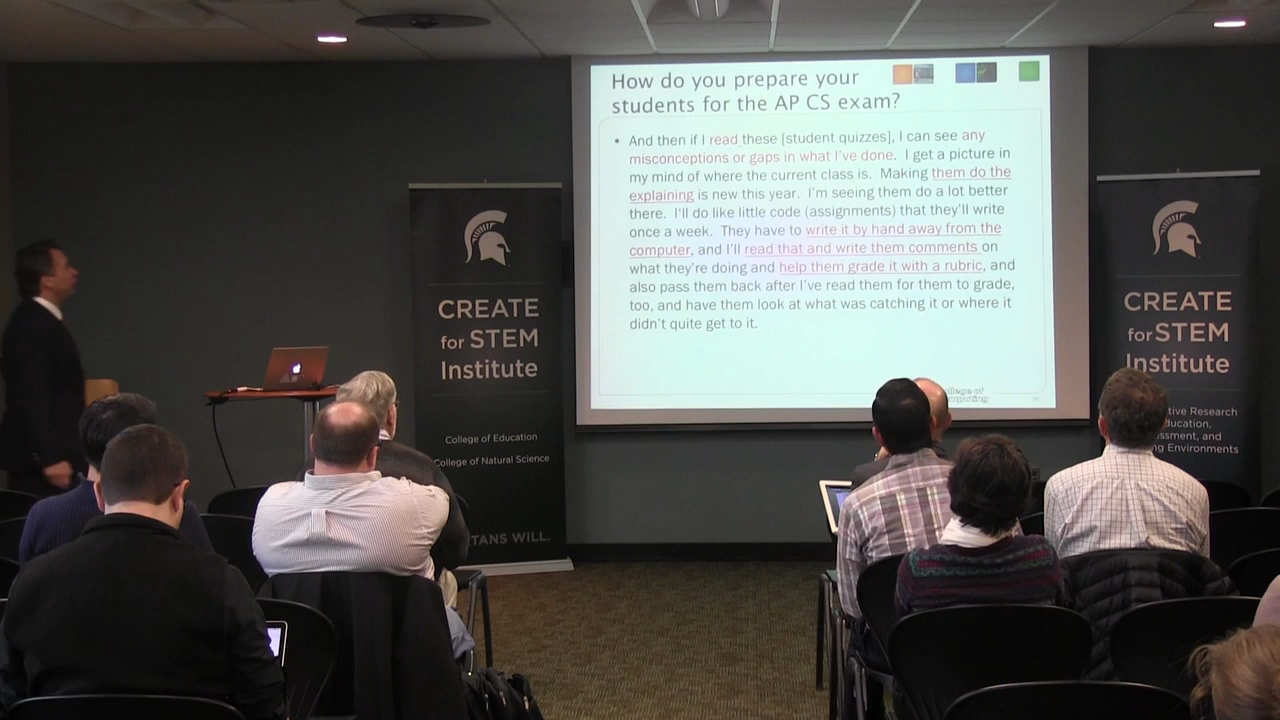 How do you prepare your
students for the AP CS exam?
• And then if I read these [student quizzes], I can see any
misconceptions or gaps in what I've done. I get a picture in
my mind of where the current class is. Making them do the
explaining is new this year. I'm seeing them do a lot better
there. I'll do like little code (assignments) that they'll write
once a week. They have to write it by hand away from the
computer, and I'll read that and write them comments on
what they're doing and help them grade it with a rubric, and
also pass them back after I've read them for them to grade,
too, and have them look at what was catching it or where it
didn't quite get to it.
College of
Computing
CREATE
for STEM
Institute
College of Education
College of Natural Science
TANS WILL.
CREATE
for STEM
Institute
tive Research
ducation,
ssment, and
ng Environments